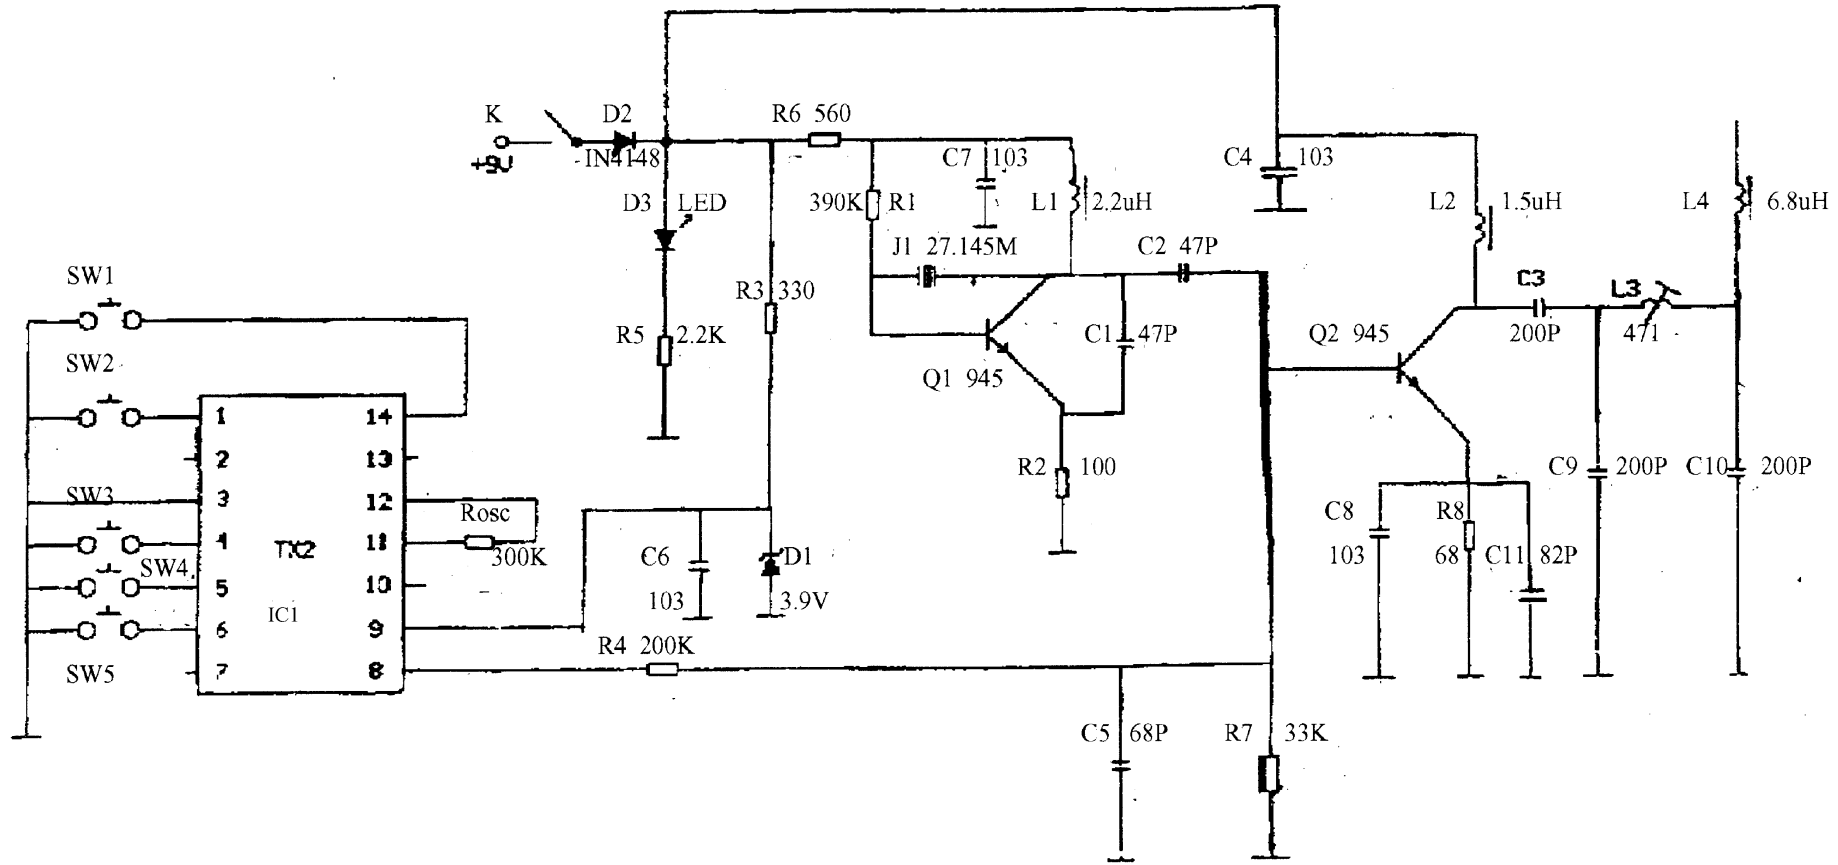 K
D2
R6 560
+9V
IN4148
C7 103
C4 103
D3 LED
390K R1
L1 2.2uH
L2 1.5uH
L4 6.8uH
J1 27.145M
C2 47P
SW1
R3 330
C3
L3
R5 2.2K
C1 47P
Q2 945
200P
471
SW2
Q1 945
1
14
2
13
R2 100
C9 200P
C10 200P
SW3
3
12
Rosc
C8
R8
4
TX2
11
300K
C6
D1
103
68
C11 82P
SW4
5
10
103
3.9V
IC1
6
9
R4 200K
SW5
7
8
C5 68P
R7 33K